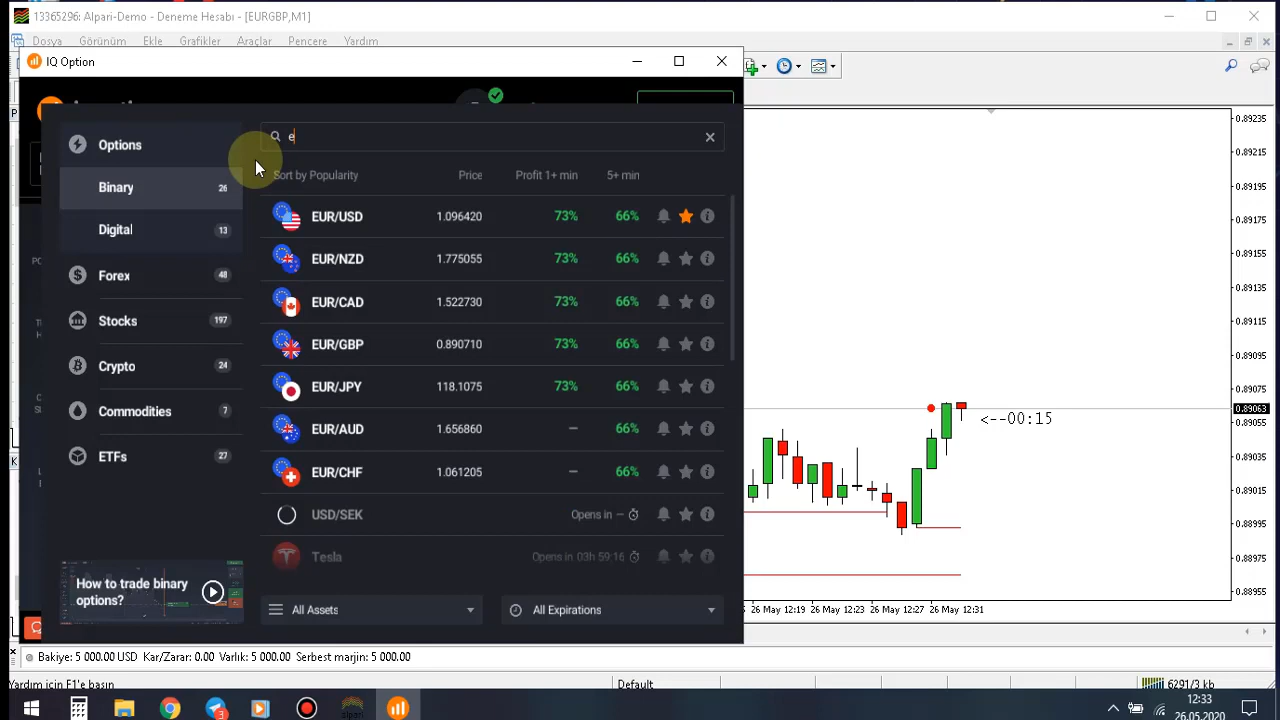 13365296: Alpari-Demo - Deneme Hesabı - [EURGBP,M1]
Dosya Görünüm Ekle Grafikler Araçlar Pencere Yardım
IQ Option
e
Options
Sort by Popularity Price Profit 1+ min 5+ min
Binary 26
EUR/USD 1.096420 73% 66%
Digital 13
EUR/NZD 1.775055 73% 66%
Forex 48
EUR/CAD 1.522730 73% 66%
Stocks 197
EUR/GBP 0.890710 73% 66%
Crypto 24
EUR/JPY 118.1075 73% 66%
Commodities 7
EUR/AUD 1.656860 – 66%
ETFs 27
EUR/CHF 1.061205 – 66%
USD/SEK Opens in –
Tesla Opens in 03h 59:16
How to trade binary
options?
All Assets All Expirations
0.89235
0.89215
0.89195
0.89175
0.89155
0.89135
0.89115
0.89095
0.89075
0.89063
0.89055
0.89035
0.89015
0.88995
0.88975
0.88955
<--00:15
26 May 12:19 26 May 12:23 26 May 12:27 26 May 12:31
Bakiye: 5 000.00 USD Kar/Zarar: 0.00 Varlık: 5 000.00 Serbest marjin: 5 000.00
Yardım için F1'e basın Default 6291/3 kb
3
alpari
12:33
26.05.2020